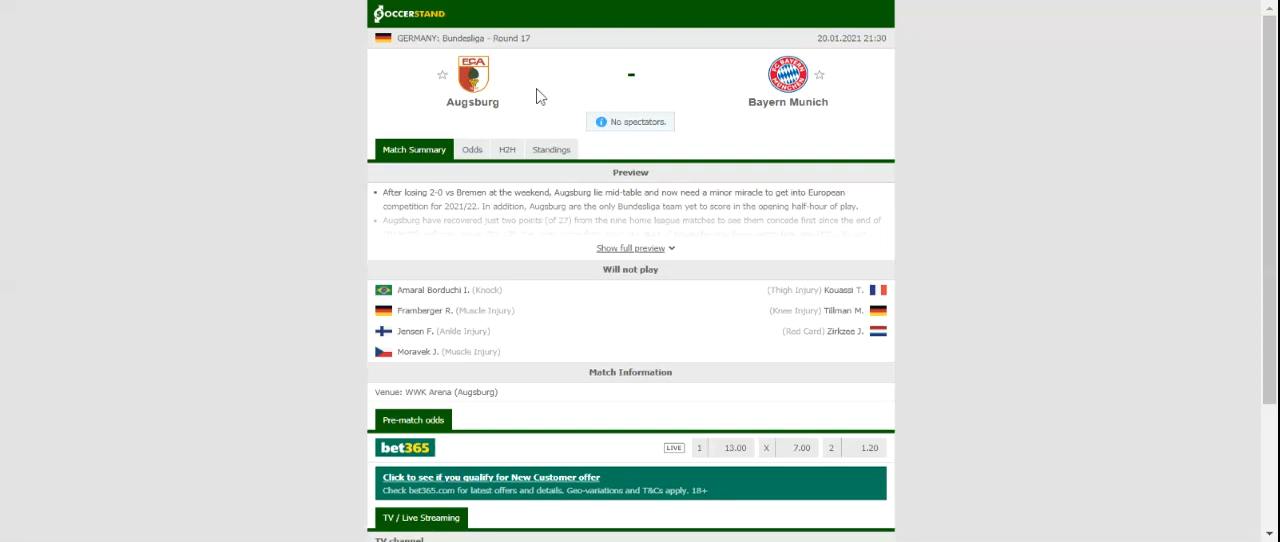 SOCCERSTAND
GERMANY: Bundesliga - Round 17
20.01.2021 21:30
FCA
FC BAYERN
MÜNCHEN
-
Augsburg
Bayern Munich
i No spectators.
Match Summary
Odds
H2H
Standings
Preview
• After losing 2-0 vs Bremen at the weekend, Augsburg lie mid-table and now need a minor miracle to get into European
competition for 2021/22. In addition, Augsburg are the only Bundesliga team yet to score in the opening half-hour of play.
• Augsburg have recovered just two points (of 27) from the nine home league matches to see them concede first since the end of
Show full preview
Will not play
Amaral Borduchi I. (Knock)
(Thigh Injury) Kouassi T.
Framberger R. (Muscle Injury)
(Knee Injury) Tillman M.
Jensen F. (Ankle Injury)
(Red Card) Zirkzee J.
Moravek J. (Muscle Injury)
Match Information
Venue: WWK Arena (Augsburg)
Pre-match odds
bet365
LIVE 1 13.00 X 7.00 2 1.20
Click to see if you qualify for New Customer offer
Check bet365.com for latest offers and details. Geo-variations and T&Cs apply. 18+
TV / Live Streaming
TV channel